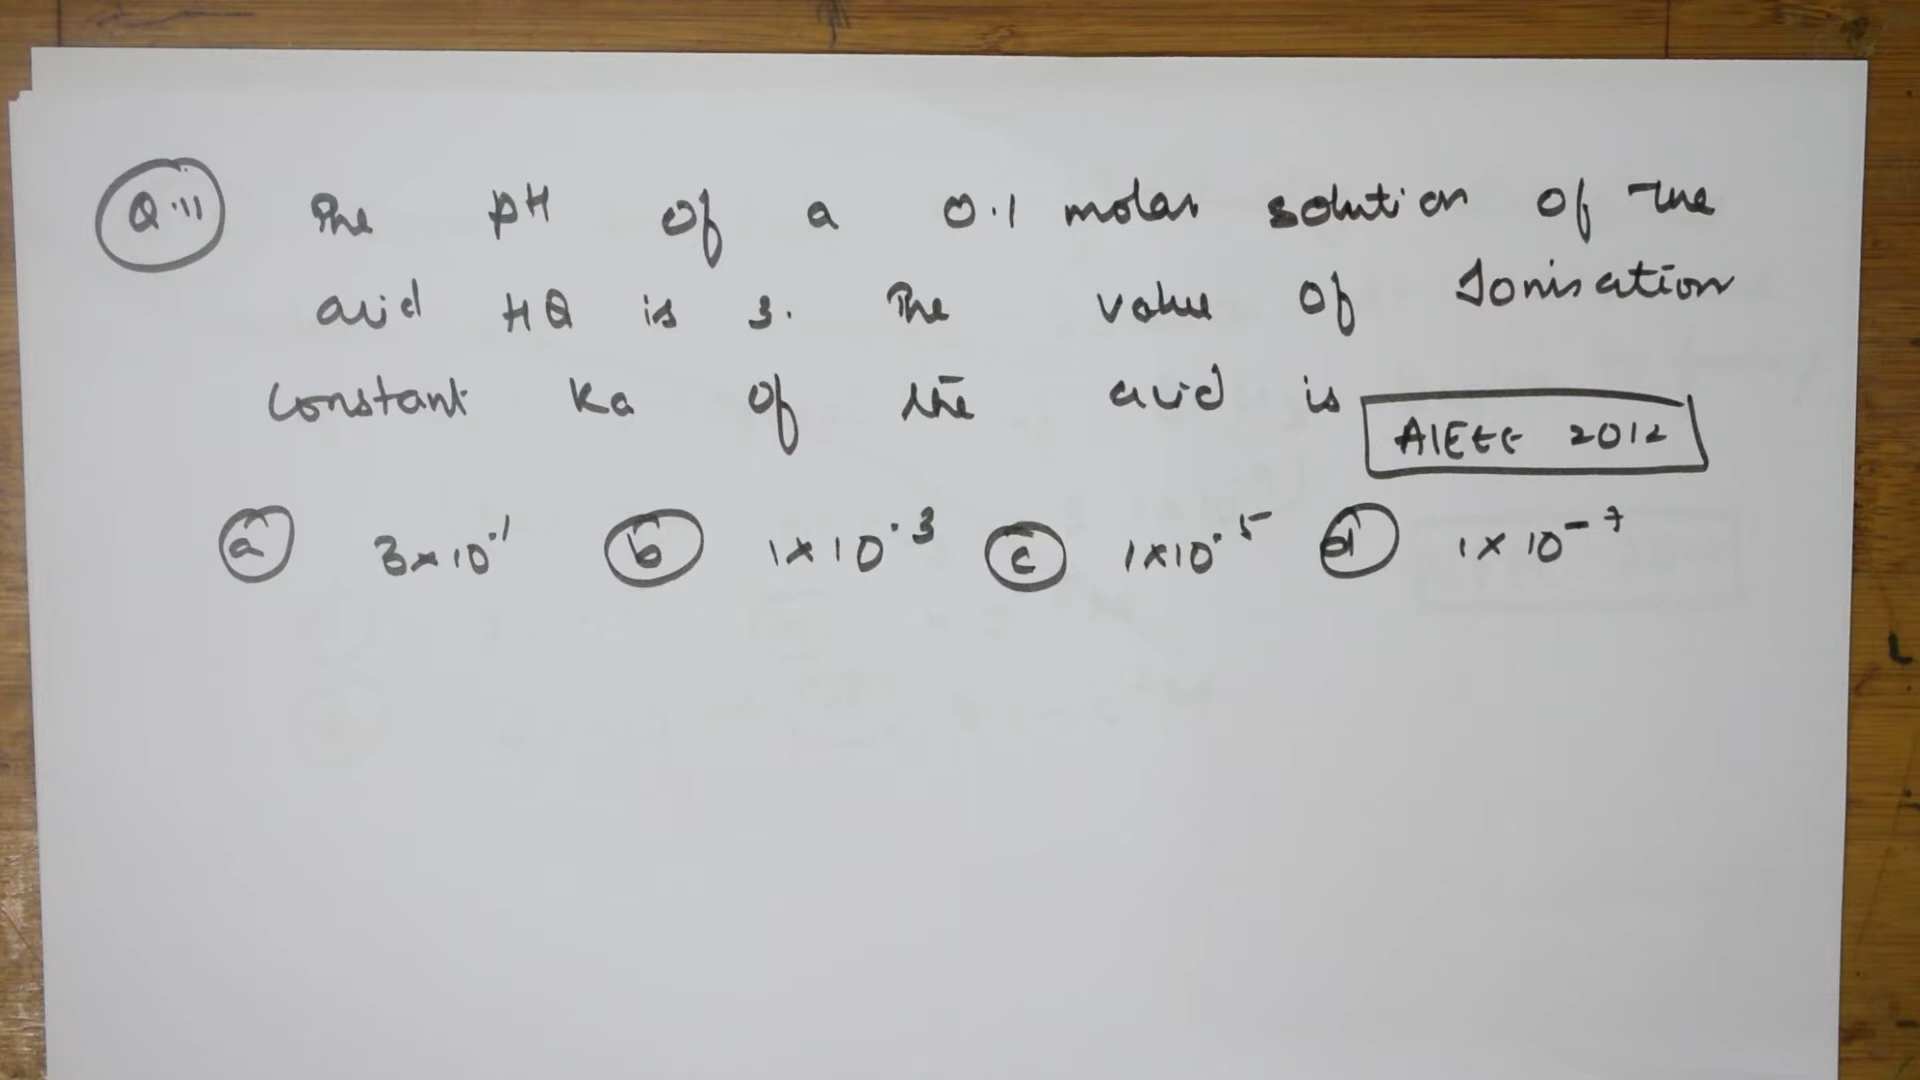 Q.11 The pH of a 0.1 molar solution of the
acid HQ is 3. The value of Ionisation
constant Ka of the acid is
AIEEE 2012
a 3×10⁻¹ b 1×10⁻³ c 1×10⁻⁵ d 1×10⁻⁷